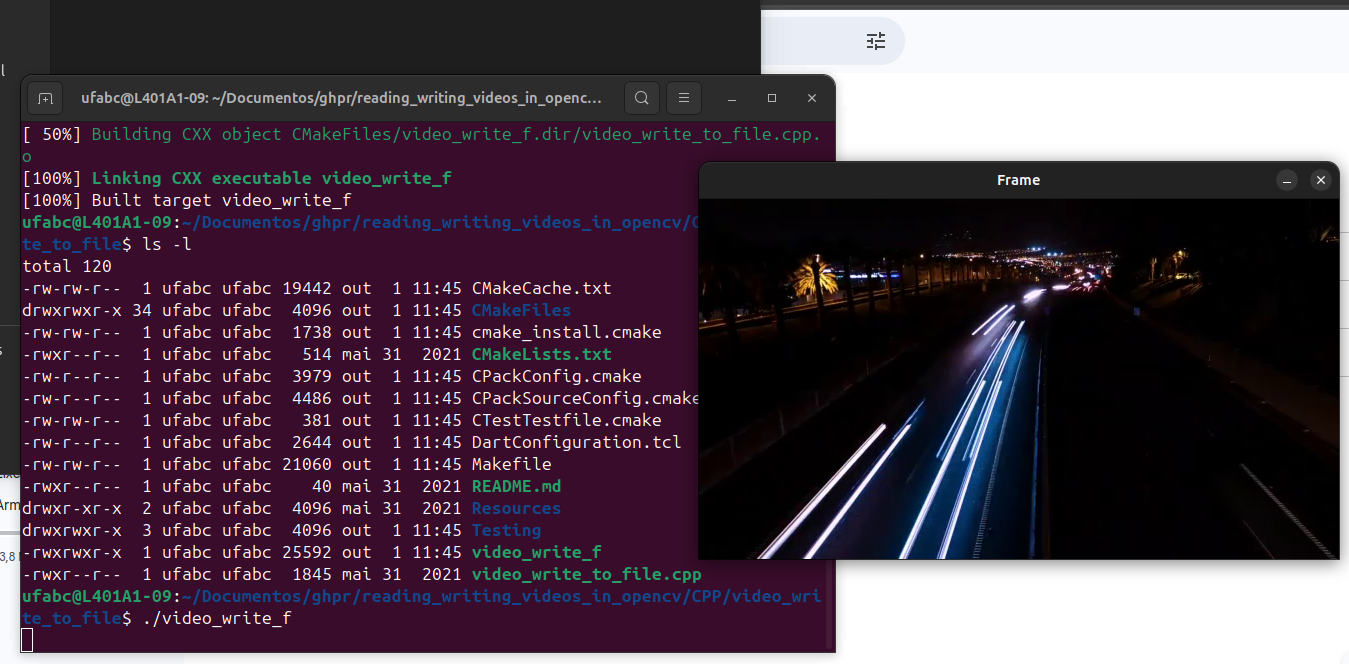 l
ufabc@L401A1-09: ~/Documentos/ghpr/reading_writing_videos_in_openc...
[ 50%] Building CXX object CMakeFiles/video_write_f.dir/video_write_to_file.cpp.
o
[100%] Linking CXX executable video_write_f
[100%] Built target video_write_f
ufabc@L401A1-09:~/Documentos/ghpr/reading_writing_videos_in_opencv/C
te_to_file$ ls -l
total 120
-rw-rw-r--  1 ufabc ufabc 19442 out  1 11:45 CMakeCache.txt
drwxrwxr-x 34 ufabc ufabc  4096 out  1 11:45 CMakeFiles
-rw-rw-r--  1 ufabc ufabc  1738 out  1 11:45 cmake_install.cmake
-rwxr--r--  1 ufabc ufabc   514 mai 31  2021 CMakeLists.txt
-rw-r--r--  1 ufabc ufabc  3979 out  1 11:45 CPackConfig.cmake
-rw-r--r--  1 ufabc ufabc  4486 out  1 11:45 CPackSourceConfig.cmake
-rw-rw-r--  1 ufabc ufabc   381 out  1 11:45 CTestTestfile.cmake
-rw-r--r--  1 ufabc ufabc  2644 out  1 11:45 DartConfiguration.tcl
-rw-rw-r--  1 ufabc ufabc 21060 out  1 11:45 Makefile
-rwxr--r--  1 ufabc ufabc    40 mai 31  2021 README.md
drwxr-xr-x  2 ufabc ufabc  4096 mai 31  2021 Resources
drwxrwxr-x  3 ufabc ufabc  4096 out  1 11:45 Testing
-rwxrwxr-x  1 ufabc ufabc 25592 out  1 11:45 video_write_f
-rwxr--r--  1 ufabc ufabc  1845 mai 31  2021 video_write_to_file.cpp
ufabc@L401A1-09:~/Documentos/ghpr/reading_writing_videos_in_opencv/CPP/video_wri
te_to_file$ ./video_write_f
Frame
s
Arm
3,8